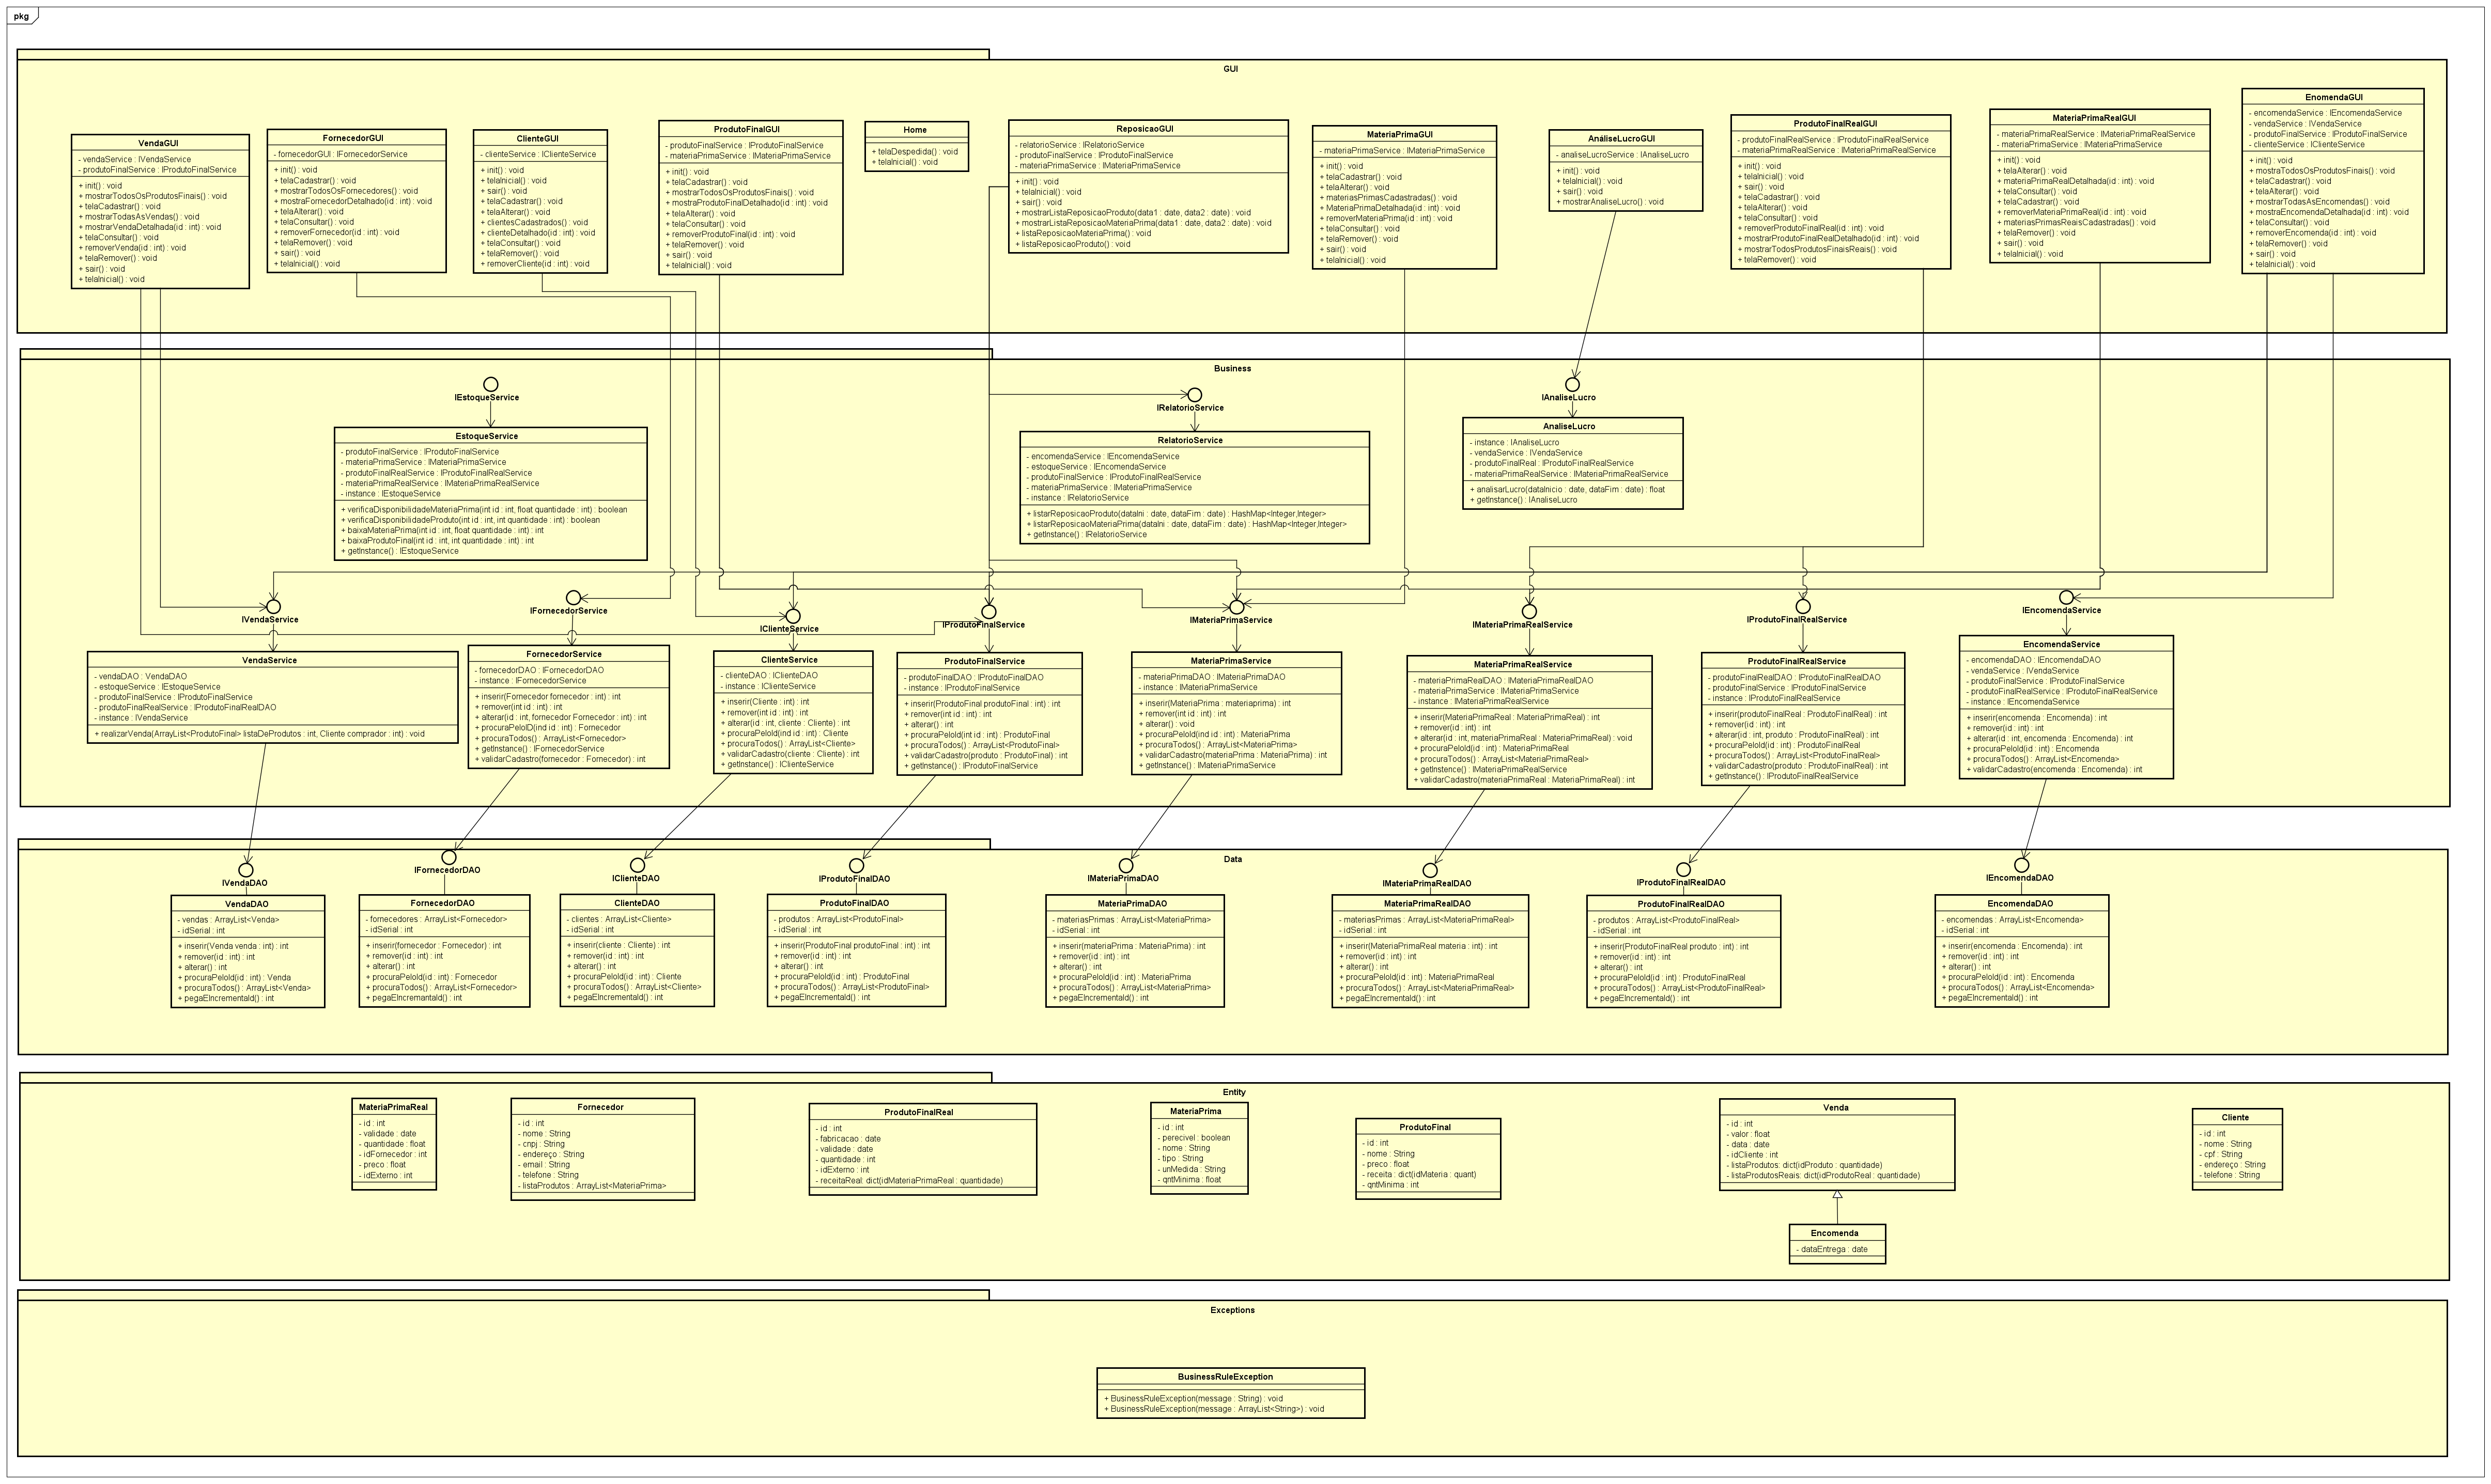 pkg
GUI
VendaGUI
- vendaService : IVendaService
- produtoFinalService : IProdutoFinalService
+ init() : void
+ mostrarTodosOsProdutosFinais() : void
+ telaCadastrar() : void
+ mostrarTodasAsVendas() : void
+ mostrarVendaDetalhada(id : int) : void
+ telaConsultar() : void
+ removerVenda(id : int) : void
+ telaRemover() : void
+ sair() : void
+ telaInicial() : void
FornecedorGUI
- fornecedorGUI : IFornecedorService
+ init() : void
+ telaCadastrar() : void
+ mostrarTodosOsFornecedores() : void
+ mostraFornecedorDetalhado(id : int) : void
+ telaAlterar() : void
+ telaConsultar() : void
+ removerFornecedor(id : int) : void
+ telaRemover() : void
+ sair() : void
+ telaInicial() : void
ClienteGUI
- clienteService : IClienteService
+ init() : void
+ telaInicial() : void
+ sair() : void
+ telaCadastrar() : void
+ telaAlterar() : void
+ clientesCadastrados() : void
+ clienteDetalhado(id : int) : void
+ telaConsultar() : void
+ telaRemover() : void
+ removerCliente(id : int) : void
ProdutoFinalGUI
- produtoFinalService : IProdutoFinalService
- materiaPrimaService : IMateriaPrimaService
+ init() : void
+ telaCadastrar() : void
+ mostrarTodosOsProdutosFinais() : void
+ mostraProdutoFinalDetalhado(id : int) : void
+ telaAlterar() : void
+ telaConsultar() : void
+ removerProdutoFinal(id : int) : void
+ telaRemover() : void
+ sair() : void
+ telaInicial() : void
Home
+ telaDespedida() : void
+ telaInicial() : void
ReposicaoGUI
- relatorioService : IRelatorioService
- produtoFinalService : IProdutoFinalService
- materiaPrimaService : IMateriaPrimaService
+ init() : void
+ telaInicial() : void
+ sair() : void
+ mostrarListaReposicaoProduto(data1 : date, data2 : date) : void
+ mostrarListaReposicaoMateriaPrima(data1 : date, data2 : date) : void
+ listaReposicaoMateriaPrima() : void
+ listaReposicaoProduto() : void
MateriaPrimaGUI
- materiaPrimaService : IMateriaPrimaService
+ init() : void
+ telaCadastrar() : void
+ telaAlterar() : void
+ materiasPrimasCadastradas() : void
+ MateriaPrimaDetalhada(id : int) : void
+ removerMateriaPrima(id : int) : void
+ telaConsultar() : void
+ telaRemover() : void
+ sair() : void
+ telaInicial() : void
AnáliseLucroGUI
- analiseLucroService : IAnaliseLucro
+ init() : void
+ telaInicial() : void
+ sair() : void
+ mostrarAnaliseLucro() : void
ProdutoFinalRealGUI
- produtoFinalRealService : IProdutoFinalRealService
- materiaPrimaRealService : IMateriaPrimaRealService
+ init() : void
+ telaInicial() : void
+ sair() : void
+ telaCadastrar() : void
+ telaAlterar() : void
+ telaConsultar() : void
+ removerProdutoFinalReal(id : int) : void
+ mostrarProdutoFinalRealDetalhado(id : int) : void
+ mostrarTodosProdutosFinaisReais() : void
+ telaRemover() : void
MateriaPrimaRealGUI
- materiaPrimaRealService : IMateriaPrimaRealService
- materiaPrimaService : IMateriaPrimaService
+ init() : void
+ telaAlterar() : void
+ materiaPrimaRealDetalhada(id : int) : void
+ telaConsultar() : void
+ telaCadastrar() : void
+ removerMateriaPrimaReal(id : int) : void
+ materiasPrimasReaisCadastradas() : void
+ telaRemover() : void
+ sair() : void
+ telaInicial() : void
EnomendaGUI
- encomendaService : IEncomendaService
- vendaService : IVendaService
- produtoFinalService : IProdutoFinalService
- clienteService : IClienteService
+ init() : void
+ mostraTodosOsProdutosFinais() : void
+ telaCadastrar() : void
+ telaAlterar() : void
+ mostrarTodasAsEncomendas() : void
+ mostraEncomendaDetalhada(id : int) : void
+ telaConsultar() : void
+ removerEncomenda(id : int) : void
+ telaRemover() : void
+ sair() : void
+ telaInicial() : void
Business
IEstoqueService
EstoqueService
- produtoFinalService : IProdutoFinalService
- materiaPrimaService : IMateriaPrimaService
- produtoFinalRealService : IProdutoFinalRealService
- materiaPrimaRealService : IMateriaPrimaRealService
- instance : IEstoqueService
+ verificaDisponibilidadeMateriaPrima(int id : int, float quantidade : int) : boolean
+ verificaDisponibilidadeProduto(int id : int, int quantidade : int) : boolean
+ baixaMateriaPrima(int id : int, float quantidade : int) : int
+ baixaProdutoFinal(int id : int, int quantidade : int) : int
+ getInstance() : IEstoqueService
IRelatorioService
RelatorioService
- encomendaService : IEncomendaService
- estoqueService : IEncomendaService
- produtoFinalService : IProdutoFinalRealService
- materiaPrimaService : IMateriaPrimaService
- instance : IRelatorioService
+ listarReposicaoProduto(dataIni : date, dataFim : date) : HashMap<Integer,Integer>
+ listarReposicaoMateriaPrima(dataIni : date, dataFim : date) : HashMap<Integer,Integer>
+ getInstance() : IRelatorioService
IAnaliseLucro
AnaliseLucro
- instance : IAnaliseLucro
- vendaService : IVendaService
- produtoFinalReal : IProdutoFinalRealService
- materiaPrimaRealService : IMateriaPrimaRealService
+ analisarLucro(dataInicio : date, dataFim : date) : float
+ getInstance() : IAnaliseLucro
IVendaService
IFornecedorService
IClienteService
IProdutoFinalService
IMateriaPrimaService
IMateriaPrimaRealService
IProdutoFinalRealService
IEncomendaService
VendaService
- vendaDAO : VendaDAO
- estoqueService : IEstoqueService
- produtoFinalService : IProdutoFinalService
- produtoFinalRealService : IProdutoFinalRealDAO
- instance : IVendaService
+ realizarVenda(ArrayList<ProdutoFinal> listaDeProdutos : int, Cliente comprador : int) : void
FornecedorService
- fornecedorDAO : IFornecedorDAO
- instance : IFornecedorService
+ inserir(Fornecedor fornecedor : int) : int
+ remover(int id : int) : int
+ alterar(id : int, fornecedor Fornecedor : int) : int
+ procuraPeloID(ind id : int) : Fornecedor
+ procuraTodos() : ArrayList<Fornecedor>
+ getInstance() : IFornecedorService
+ validarCadastro(fornecedor : Fornecedor) : int
ClienteService
- clienteDAO : IClienteDAO
- instance : IClienteService
+ inserir(Cliente : int) : int
+ remover(int id : int) : int
+ alterar(id : int, cliente : Cliente) : int
+ procuraPeloId(ind id : int) : Cliente
+ procuraTodos() : ArrayList<Cliente>
+ validarCadastro(cliente : Cliente) : int
+ getInstance() : IClienteService
ProdutoFinalService
- produtoFinalDAO : IProdutoFinalDAO
- instance : IProdutoFinalService
+ inserir(ProdutoFinal produtoFinal : int) : int
+ remover(int id : int) : int
+ alterar() : int
+ procuraPeloId(int id : int) : ProdutoFinal
+ procuraTodos() : ArrayList<ProdutoFinal>
+ validarCadastro(produto : ProdutoFinal) : int
+ getInstance() : IProdutoFinalService
MateriaPrimaService
- materiaPrimaDAO : IMateriaPrimaDAO
- instance : IMateriaPrimaService
+ inserir(MateriaPrima : materiaprima) : int
+ remover(int id : int) : int
+ alterar() : void
+ procuraPeloId(ind id : int) : MateriaPrima
+ procuraTodos() : ArrayList<MateriaPrima>
+ validarCadastro(materiaPrima : MateriaPrima) : int
+ getInstance() : IMateriaPrimaService
MateriaPrimaRealService
- materiaPrimaRealDAO : IMateriaPrimaRealDAO
- materiaPrimaService : IMateriaPrimaService
- instance : IMateriaPrimaRealService
+ inserir(MateriaPrimaReal : MateriaPrimaReal) : int
+ remover(id : int) : int
+ alterar(id : int, materiaPrimaReal : MateriaPrimaReal) : void
+ procuraPeloId(id : int) : MateriaPrimaReal
+ procuraTodos() : ArrayList<MateriaPrimaReal>
+ getInstence() : IMateriaPrimaRealService
+ validarCadastro(materiaPrimaReal : MateriaPrimaReal) : int
ProdutoFinalRealService
- produtoFinalRealDAO : IProdutoFinalRealDAO
- produtoFinalService : IProdutoFinalService
- instance : IProdutoFinalRealService
+ inserir(produtoFinalReal : ProdutoFinalReal) : int
+ remover(id : int) : int
+ alterar(id : int, produto : ProdutoFinalReal) : int
+ procuraPeloId(id : int) : ProdutoFinalReal
+ procuraTodos() : ArrayList<ProdutoFinalReal>
+ validarCadastro(produto : ProdutoFinalReal) : int
+ getInstance() : IProdutoFinalRealService
EncomendaService
- encomendaDAO : IEncomendaDAO
- vendaService : IVendaService
- produtoFinalService : IProdutoFinalService
- produtoFinalRealService : IProdutoFinalRealService
- instance : IEncomendaService
+ inserir(encomenda : Encomenda) : int
+ remover(id : int) : int
+ alterar(id : int, encomenda : Encomenda) : int
+ procuraPeloId(id : int) : Encomenda
+ procuraTodos() : ArrayList<Encomenda>
+ validarCadastro(encomenda : Encomenda) : int
Data
IVendaDAO
IFornecedorDAO
IClienteDAO
IProdutoFinalDAO
IMateriaPrimaDAO
IMateriaPrimaRealDAO
IProdutoFinalRealDAO
IEncomendaDAO
VendaDAO
- vendas : ArrayList<Venda>
- idSerial : int
+ inserir(Venda venda : int) : int
+ remover(id : int) : int
+ alterar() : int
+ procuraPeloId(id : int) : Venda
+ procuraTodos() : ArrayList<Venda>
+ pegaEIncrementaId() : int
FornecedorDAO
- fornecedores : ArrayList<Fornecedor>
- idSerial : int
+ inserir(fornecedor : Fornecedor) : int
+ remover(id : int) : int
+ alterar() : int
+ procuraPeloId(id : int) : Fornecedor
+ procuraTodos() : ArrayList<Fornecedor>
+ pegaEIncremantaId() : int
ClienteDAO
- clientes : ArrayList<Cliente>
- idSerial : int
+ inserir(cliente : Cliente) : int
+ remover(id : int) : int
+ alterar() : int
+ procuraPeloId(id : int) : Cliente
+ procuraTodos() : ArrayList<Cliente>
+ pegaEIncrementaId() : int
ProdutoFinalDAO
- produtos : ArrayList<ProdutoFinal>
- idSerial : int
+ inserir(ProdutoFinal produtoFinal : int) : int
+ remover(id : int) : int
+ alterar() : int
+ procuraPeloId(id : int) : ProdutoFinal
+ procuraTodos() : ArrayList<ProdutoFinal>
+ pegaEIncrementaId() : int
MateriaPrimaDAO
- materiasPrimas : ArrayList<MateriaPrima>
- idSerial : int
+ inserir(materiaPrima : MateriaPrima) : int
+ remover(id : int) : int
+ alterar() : int
+ procuraPeloId(id : int) : MateriaPrima
+ procuraTodos() : ArrayList<MateriaPrima>
+ pegaEIncrementaId() : int
MateriaPrimaRealDAO
- materiasPrimas : ArrayList<MateriaPrimaReal>
- idSerial : int
+ inserir(MateriaPrimaReal materia : int) : int
+ remover(id : int) : int
+ alterar() : int
+ procuraPeloId(id : int) : MateriaPrimaReal
+ procuraTodos() : ArrayList<MateriaPrimaReal>
+ pegaEIncrementaId() : int
ProdutoFinalRealDAO
- produtos : ArrayList<ProdutoFinalReal>
- idSerial : int
+ inserir(ProdutoFinalReal produto : int) : int
+ remover(id : int) : int
+ alterar() : int
+ procuraPeloId(id : int) : ProdutoFinalReal
+ procuraTodos() : ArrayList<ProdutoFinalReal>
+ pegaEIncrementaId() : int
EncomendaDAO
- encomendas : ArrayList<Encomenda>
- idSerial : int
+ inserir(encomenda : Encomenda) : int
+ remover(id : int) : int
+ alterar() : int
+ procuraPeloId(id : int) : Encomenda
+ procuraTodos() : ArrayList<Encomenda>
+ pegaEIncrementaId() : int
Entity
MateriaPrimaReal
- id : int
- validade : date
- quantidade : float
- idFornecedor : int
- preco : float
- idExterno : int
Fornecedor
- id : int
- nome : String
- cnpj : String
- endereço : String
- email : String
- telefone : String
- listaProdutos : ArrayList<MateriaPrima>
ProdutoFinalReal
- id : int
- fabricacao : date
- validade : date
- quantidade : int
- idExterno : int
- receitaReal: dict(idMateriaPrimaReal : quantidade)
MateriaPrima
- id : int
- perecivel : boolean
- nome : String
- tipo : String
- unMedida : String
- qntMinima : float
ProdutoFinal
- id : int
- nome : String
- preco : float
- receita : dict(idMateria : quant)
- qntMinima : int
Venda
- id : int
- valor : float
- data : date
- idCliente : int
- listaProdutos: dict(idProduto : quantidade)
- listaProdutosReais: dict(idProdutoReal : quantidade)
Cliente
- id : int
- nome : String
- cpf : String
- endereço : String
- telefone : String
Encomenda
- dataEntrega : date
Exceptions
BusinessRuleException
+ BusinessRuleException(message : String) : void
+ BusinessRuleException(message : ArrayList<String>) : void